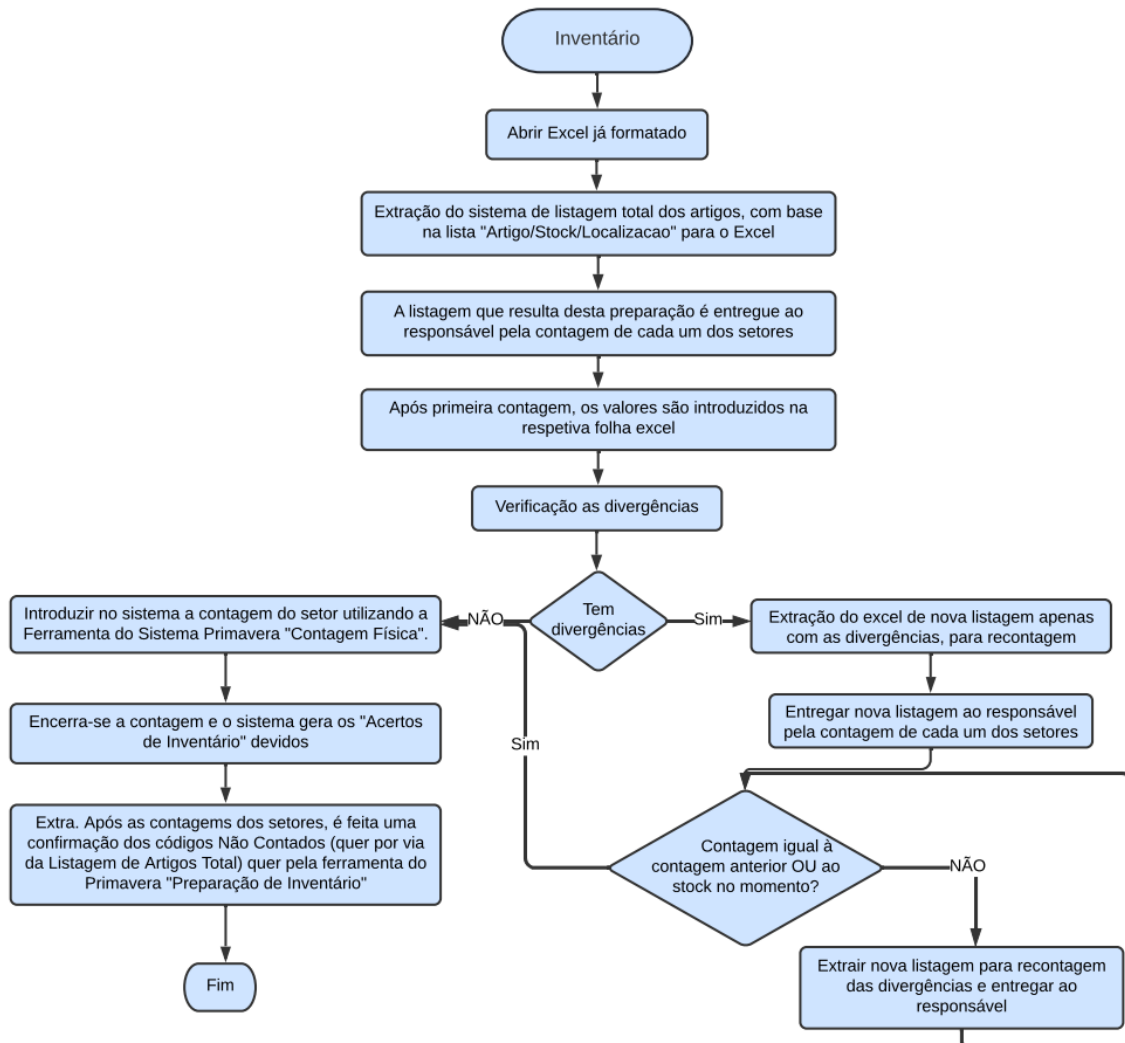 Inventário
Abrir Excel já formatado
Extração do sistema de listagem total dos artigos, com base
na lista "Artigo/Stock/Localizacao" para o Excel
A listagem que resulta desta preparação é entregue ao
responsável pela contagem de cada um dos setores
Após primeira contagem, os valores são introduzidos na
respetiva folha excel
Verificação as divergências
Tem
divergências
NÃO
Sim
Introduzir no sistema a contagem do setor utilizando a
Ferramenta do Sistema Primavera "Contagem Física".
Extração do excel de nova listagem apenas
com as divergências, para recontagem
Encerra-se a contagem e o sistema gera os "Acertos
de Inventário" devidos
Entregar nova listagem ao responsável
pela contagem de cada um dos setores
Sim
Extra. Após as contagems dos setores, é feita uma
confirmação dos códigos Não Contados (quer por via
da Listagem de Artigos Total) quer pela ferramenta do
Primavera "Preparação de Inventário"
Contagem igual à
contagem anterior OU ao
stock no momento?
NÃO
Extrair nova listagem para recontagem
das divergências e entregar ao
responsável
Fim